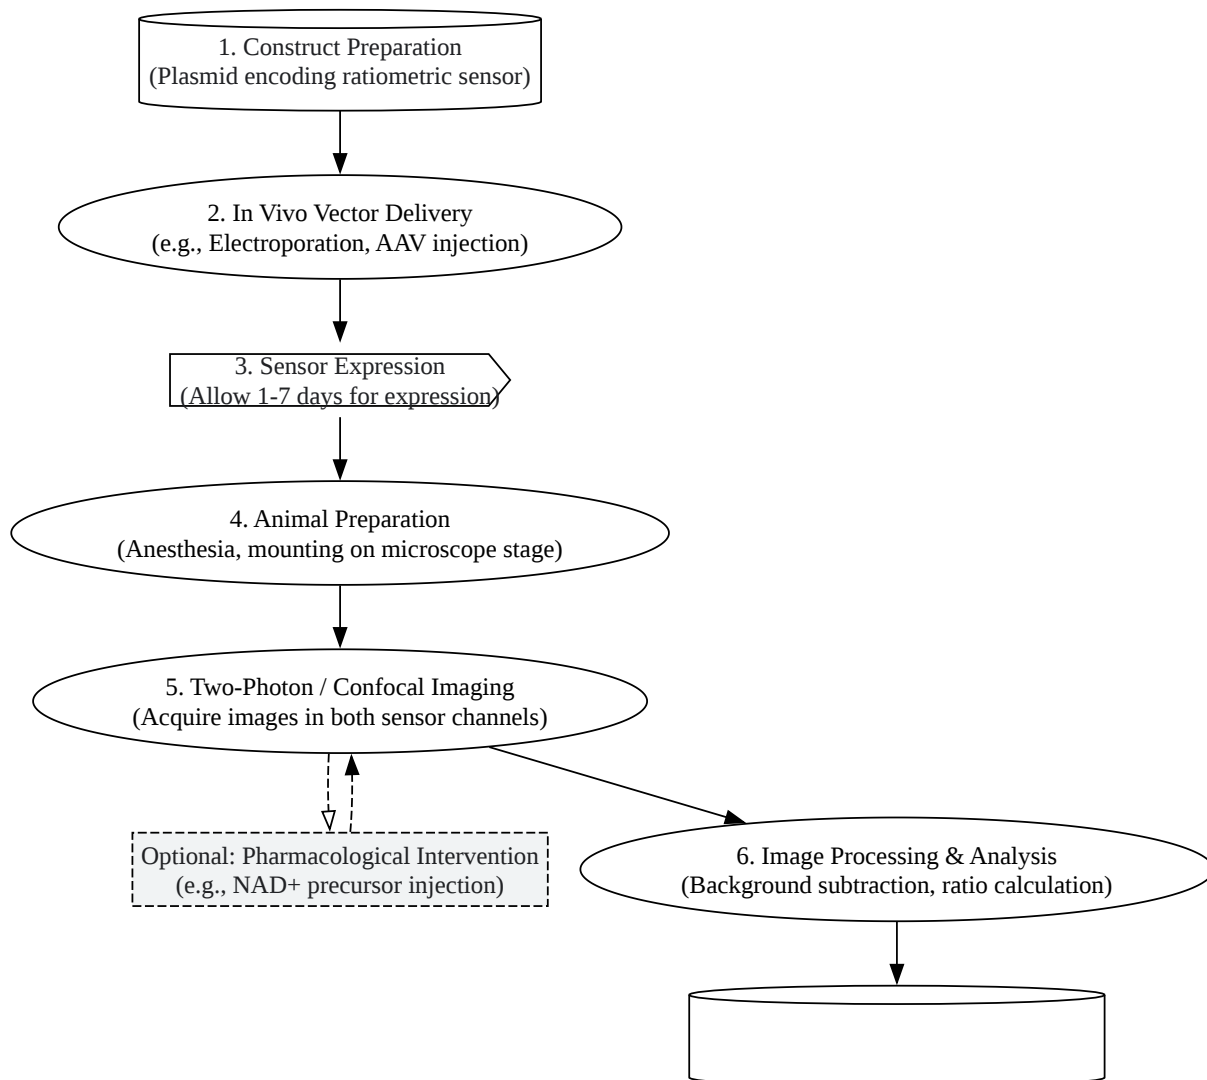 1. Construct Preparation
(Plasmid encoding ratiometric sensor)
2. In Vivo Vector Delivery
(e.g., Electroporation, AAV injection)
3. Sensor Expression
(Allow 1-7 days for expression)
4. Animal Preparation
(Anesthesia, mounting on microscope stage)
5. Two-Photon / Confocal Imaging
(Acquire images in both sensor channels)
Optional: Pharmacological Intervention
(e.g., NAD+ precursor injection)
6. Image Processing & Analysis
(Background subtraction, ratio calculation)